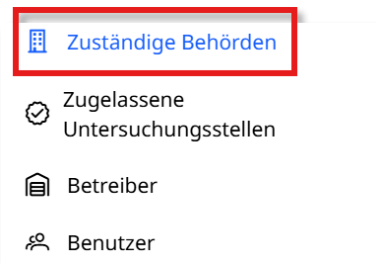 Zuständige Behörden
Zugelassene
Untersuchungsstellen
Betreiber
Benutzer